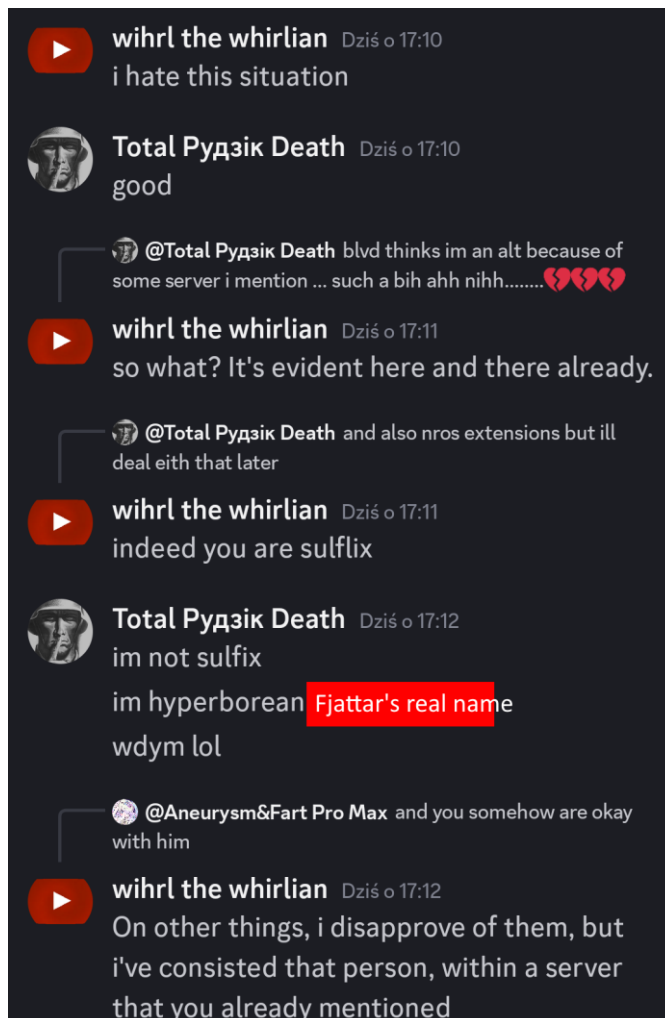 wihrl the whirlian Dziś o 17:10
i hate this situation
Total Рудзік Death Dziś o 17:10
good
@Total Рудзік Death blvd thinks im an alt because of
some server i mention ... such a bih ahh nihh........💔💔💔
wihrl the whirlian Dziś o 17:11
so what? It's evident here and there already.
@Total Рудзік Death and also nros extensions but ill
deal eith that later
wihrl the whirlian Dziś o 17:11
indeed you are sulflix
Total Рудзік Death Dziś o 17:12
im not sulfix
im hyperborean Fjattar's real name
wdym lol
@Aneurysm&Fart Pro Max and you somehow are okay
with him
wihrl the whirlian Dziś o 17:12
On other things, i disapprove of them, but
i've consisted that person, within a server
that you already mentioned